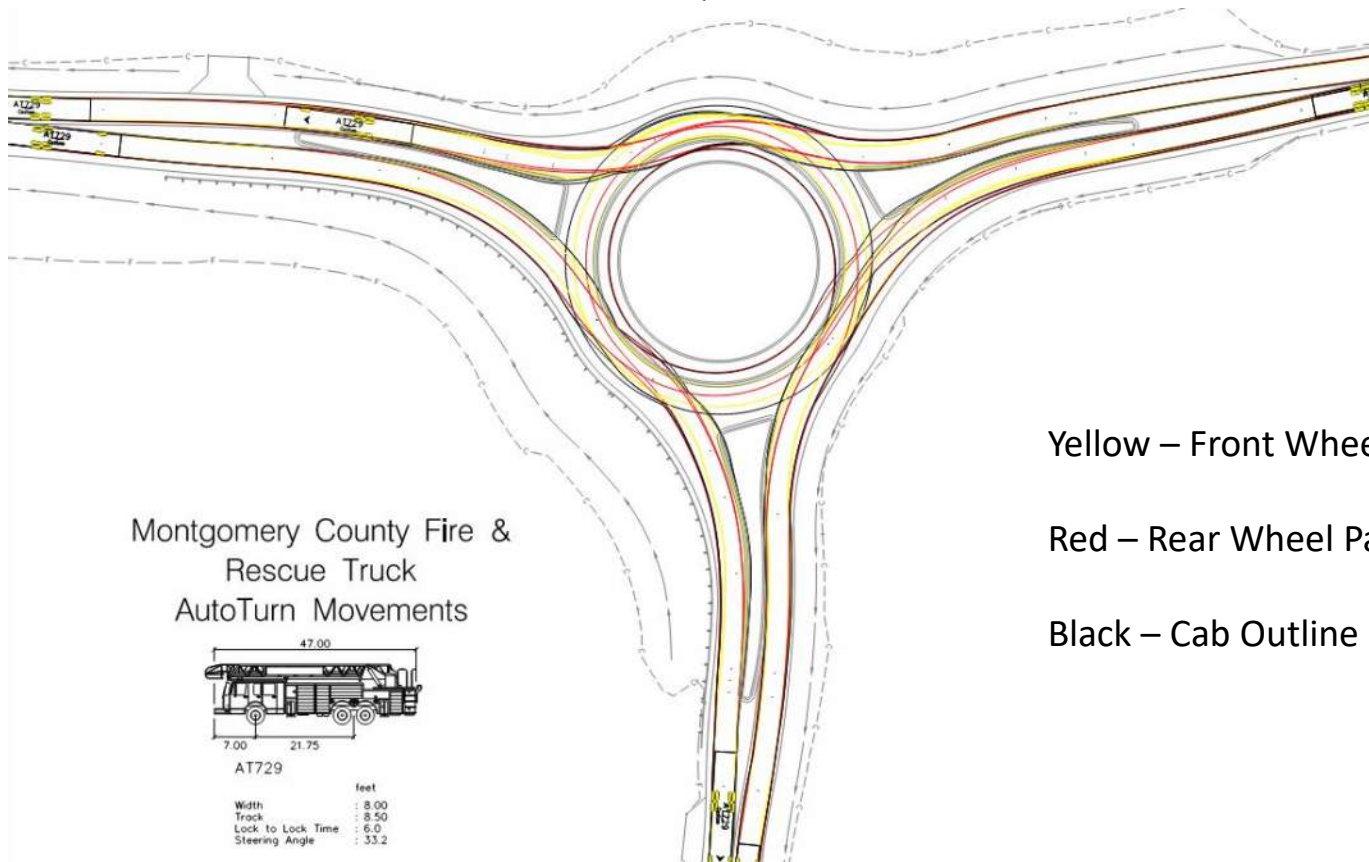 AT729
AT729
AT729
Yellow – Front Whee
Red – Rear Wheel Pa
Black – Cab Outline
Montgomery County Fire &
Rescue Truck
AutoTurn Movements
47.00
7.00 21.75
AT729
feet
Width : 8.00
Track : 8.50
Lock to Lock Time : 6.0
Steering Angle : 33.2
AT729